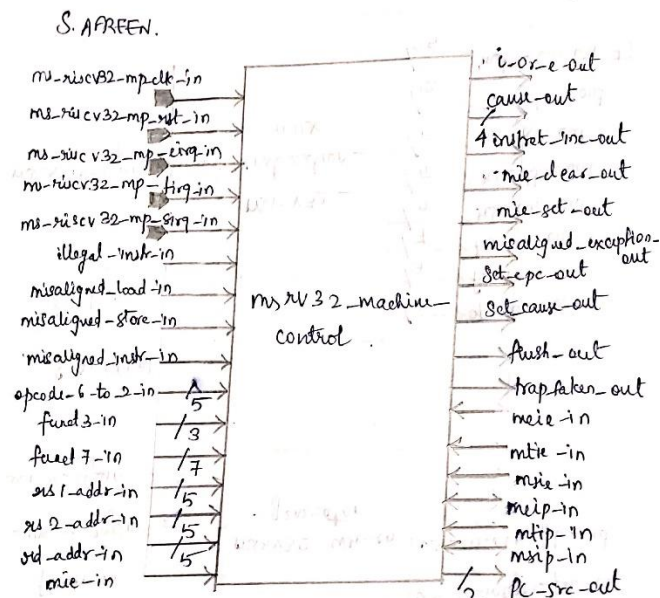 S. AFREEN.
ms-riscv32-mp-clk-in
ms-riscv32-mp-rst-in
ms-riscv32-mp-eirq-in
ms-riscv32-mp-tirq-in
ms-riscv32-mp-sirq-in
illegal-instr-in
misaligned-load-in
misaligned-store-in
misaligned-instr-in
opcode-6-to-2-in
5
funct3-in
3
funct7-in
7
rs1-addr-in
5
rs2-addr-in
5
rd-addr-in
5
mie-in
msrv32-machine-
control
i-or-e-out
cause-out
4
instret-inc-out
mie-clear-out
mie-set-out
misaligned-exception-
out
set-epc-out
set-cause-out
flush-out
trap-taken-out
meie-in
mtie-in
msie-in
meip-in
mtip-in
msip-in
2
PC-src-out